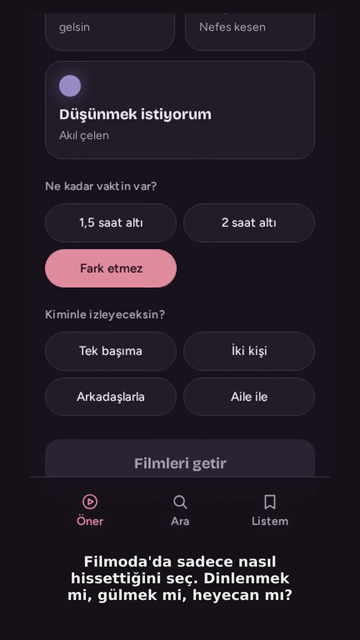 gelsin
Nefes kesen
Düşünmek istiyorum
Akıl çelen
Ne kadar vaktin var?
1,5 saat altı
2 saat altı
Fark etmez
Kiminle izleyeceksin?
Tek başıma
İki kişi
Arkadaşlarla
Aile ile
Filmleri getir
Öner
Ara
Listem
Filmoda'da sadece nasıl
hissettiğini seç. Dinlenmek
mi, gülmek mi, heyecan mı?